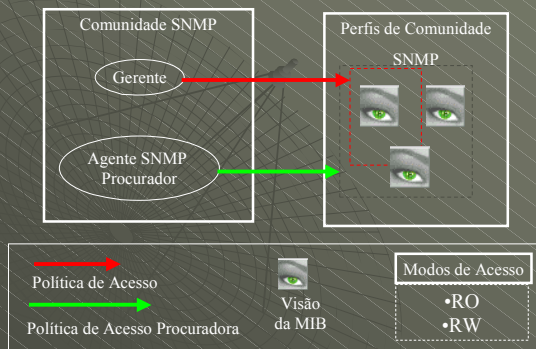 Comunidade SNMP
Gerente
Agente SNMP
Procurador
Perfis de Comunidade
SNMP
Política de Acesso
Política de Acesso Procuradora
Visão
da MIB
Modos de Acesso
•RO
•RW